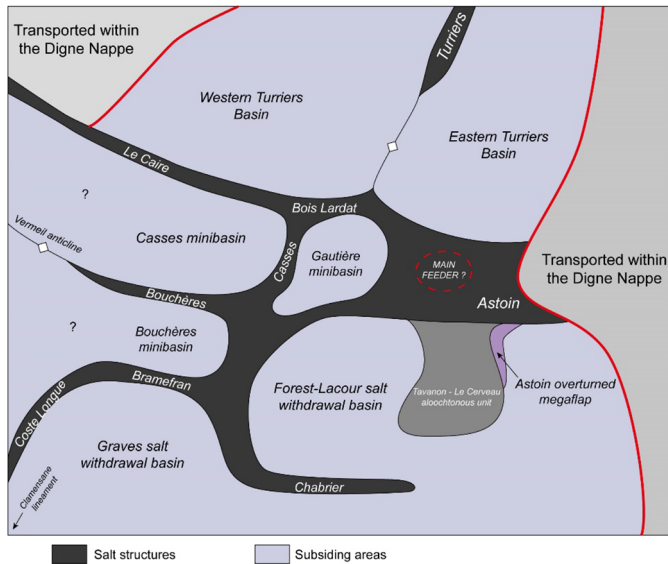 Transported within
the Digne Nappe
Turriers
Western Turriers
Basin
Eastern Turriers
Basin
Le Caire
?
Bois Lardat
Vermeil anticline
Casses minibasin
Casses
Gautière
minibasin
MAIN
FEEDER ?
Transported within
the Digne Nappe
Astoin
Bouchères
?
Bouchères
minibasin
Bramefran
Coste Longue
Forest-Lacour salt
withdrawal basin
Tavanon - Le Cerveau
aloochtonous unit
Astoin overturned
megaflap
Graves salt
withdrawal basin
Chabrier
Clamensane
lineament
Salt structures
Subsiding areas